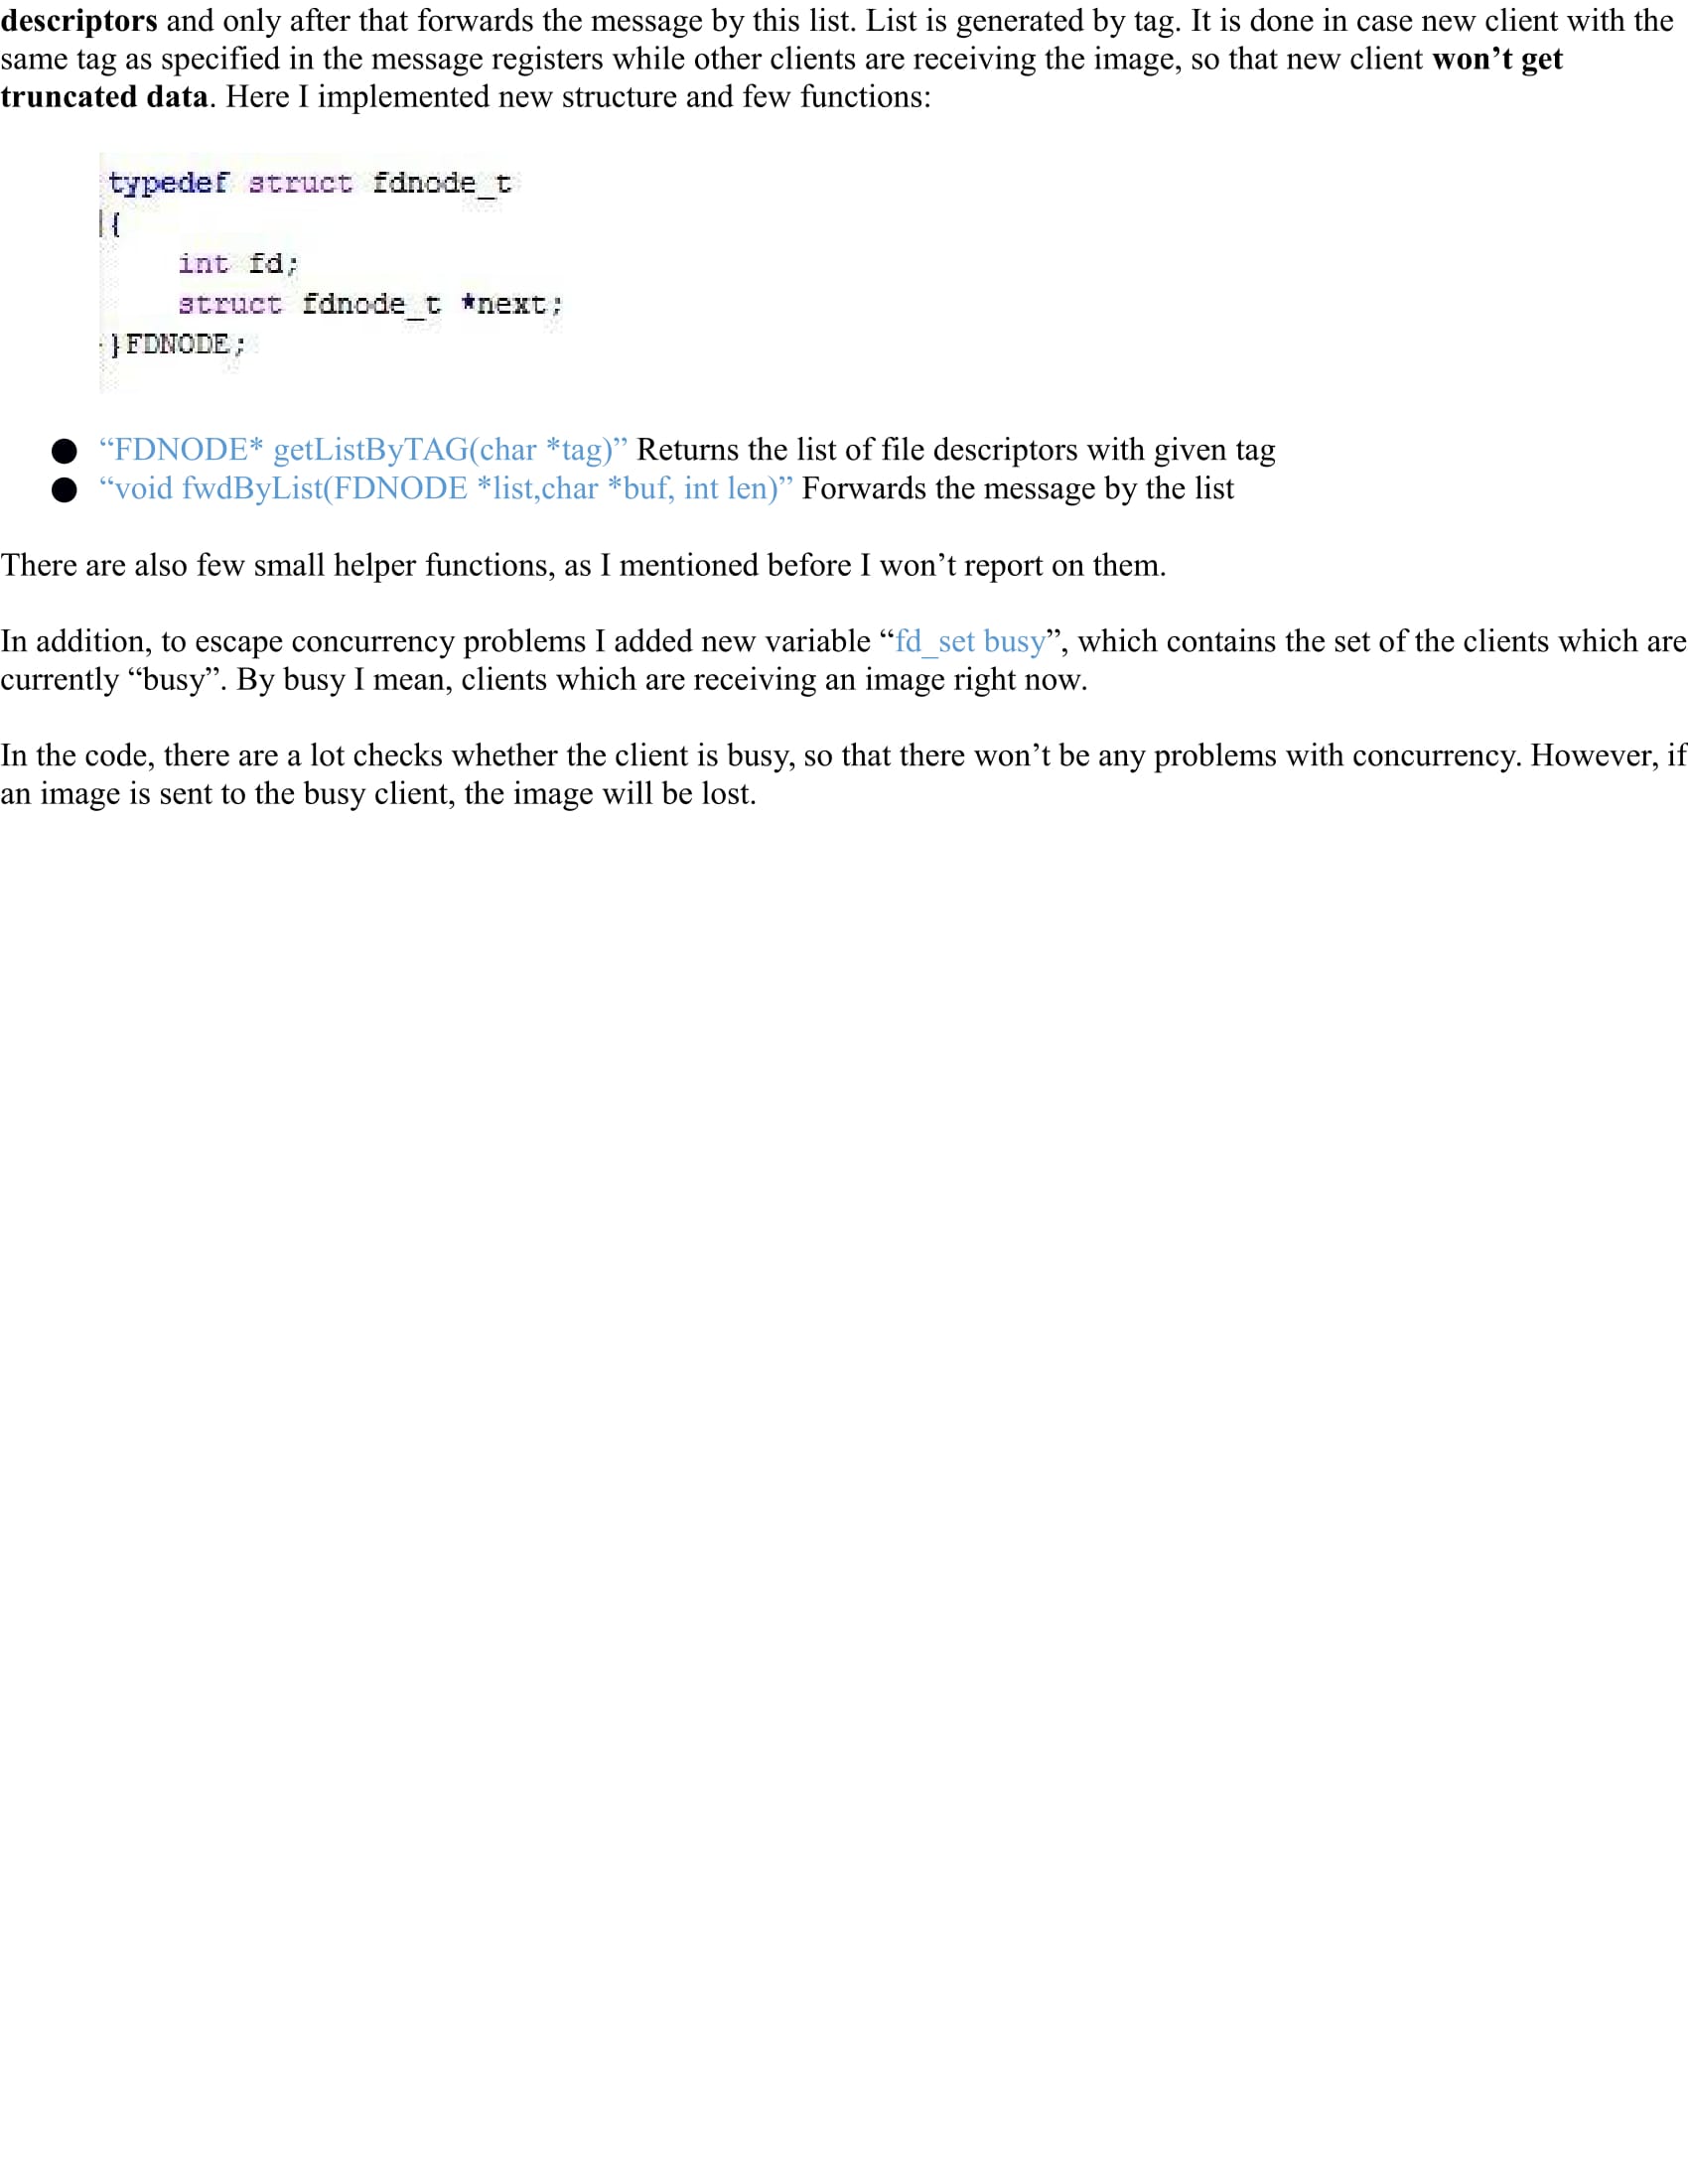 descriptors and only after that forwards the message by this list. List is generated by tag. It is done in case new client with the
same tag as specified in the message registers while other clients are receiving the image, so that new client won’t get
truncated data. Here I implemented new structure and few functions:
typedef struct fdnode_t
{
int fd;
struct fdnode_t *next;
}FDNODE;
● “FDNODE* getListByTAG(char *tag)” Returns the list of file descriptors with given tag
● “void fwdByList(FDNODE *list,char *buf, int len)” Forwards the message by the list
There are also few small helper functions, as I mentioned before I won’t report on them.
In addition, to escape concurrency problems I added new variable “fd_set busy”, which contains the set of the clients which are
currently “busy”. By busy I mean, clients which are receiving an image right now.
In the code, there are a lot checks whether the client is busy, so that there won’t be any problems with concurrency. However, if
an image is sent to the busy client, the image will be lost.